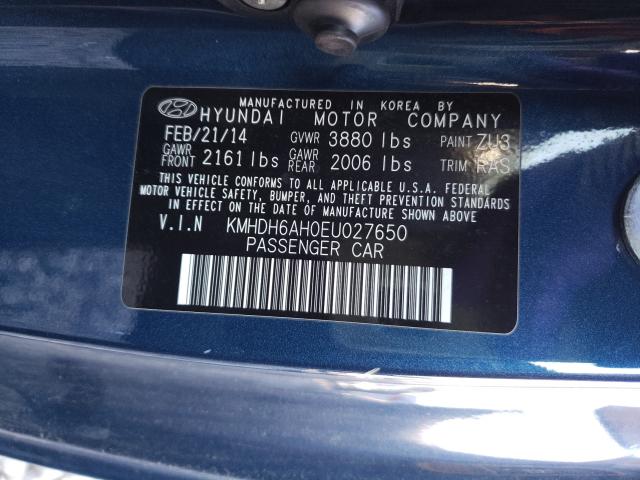 MANUFACTURED IN KOREA BY
HYUNDAI MOTOR COMPANY
FEB/21/14 GVWR 3880 lbs PAINT ZU3
GAWR FRONT 2161 lbs GAWR REAR 2006 lbs TRIM RAS
THIS VEHICLE CONFORMS TO ALL APPLICABLE U.S.A. FEDERAL
MOTOR VEHICLE SAFETY, BUMPER, AND THEFT PREVENTION STANDARDS
IN EFFECT ON THE DATE OF MANUFACTURE SHOWN ABOVE
V.I.N KMHDH6AH0EU027650
PASSENGER CAR